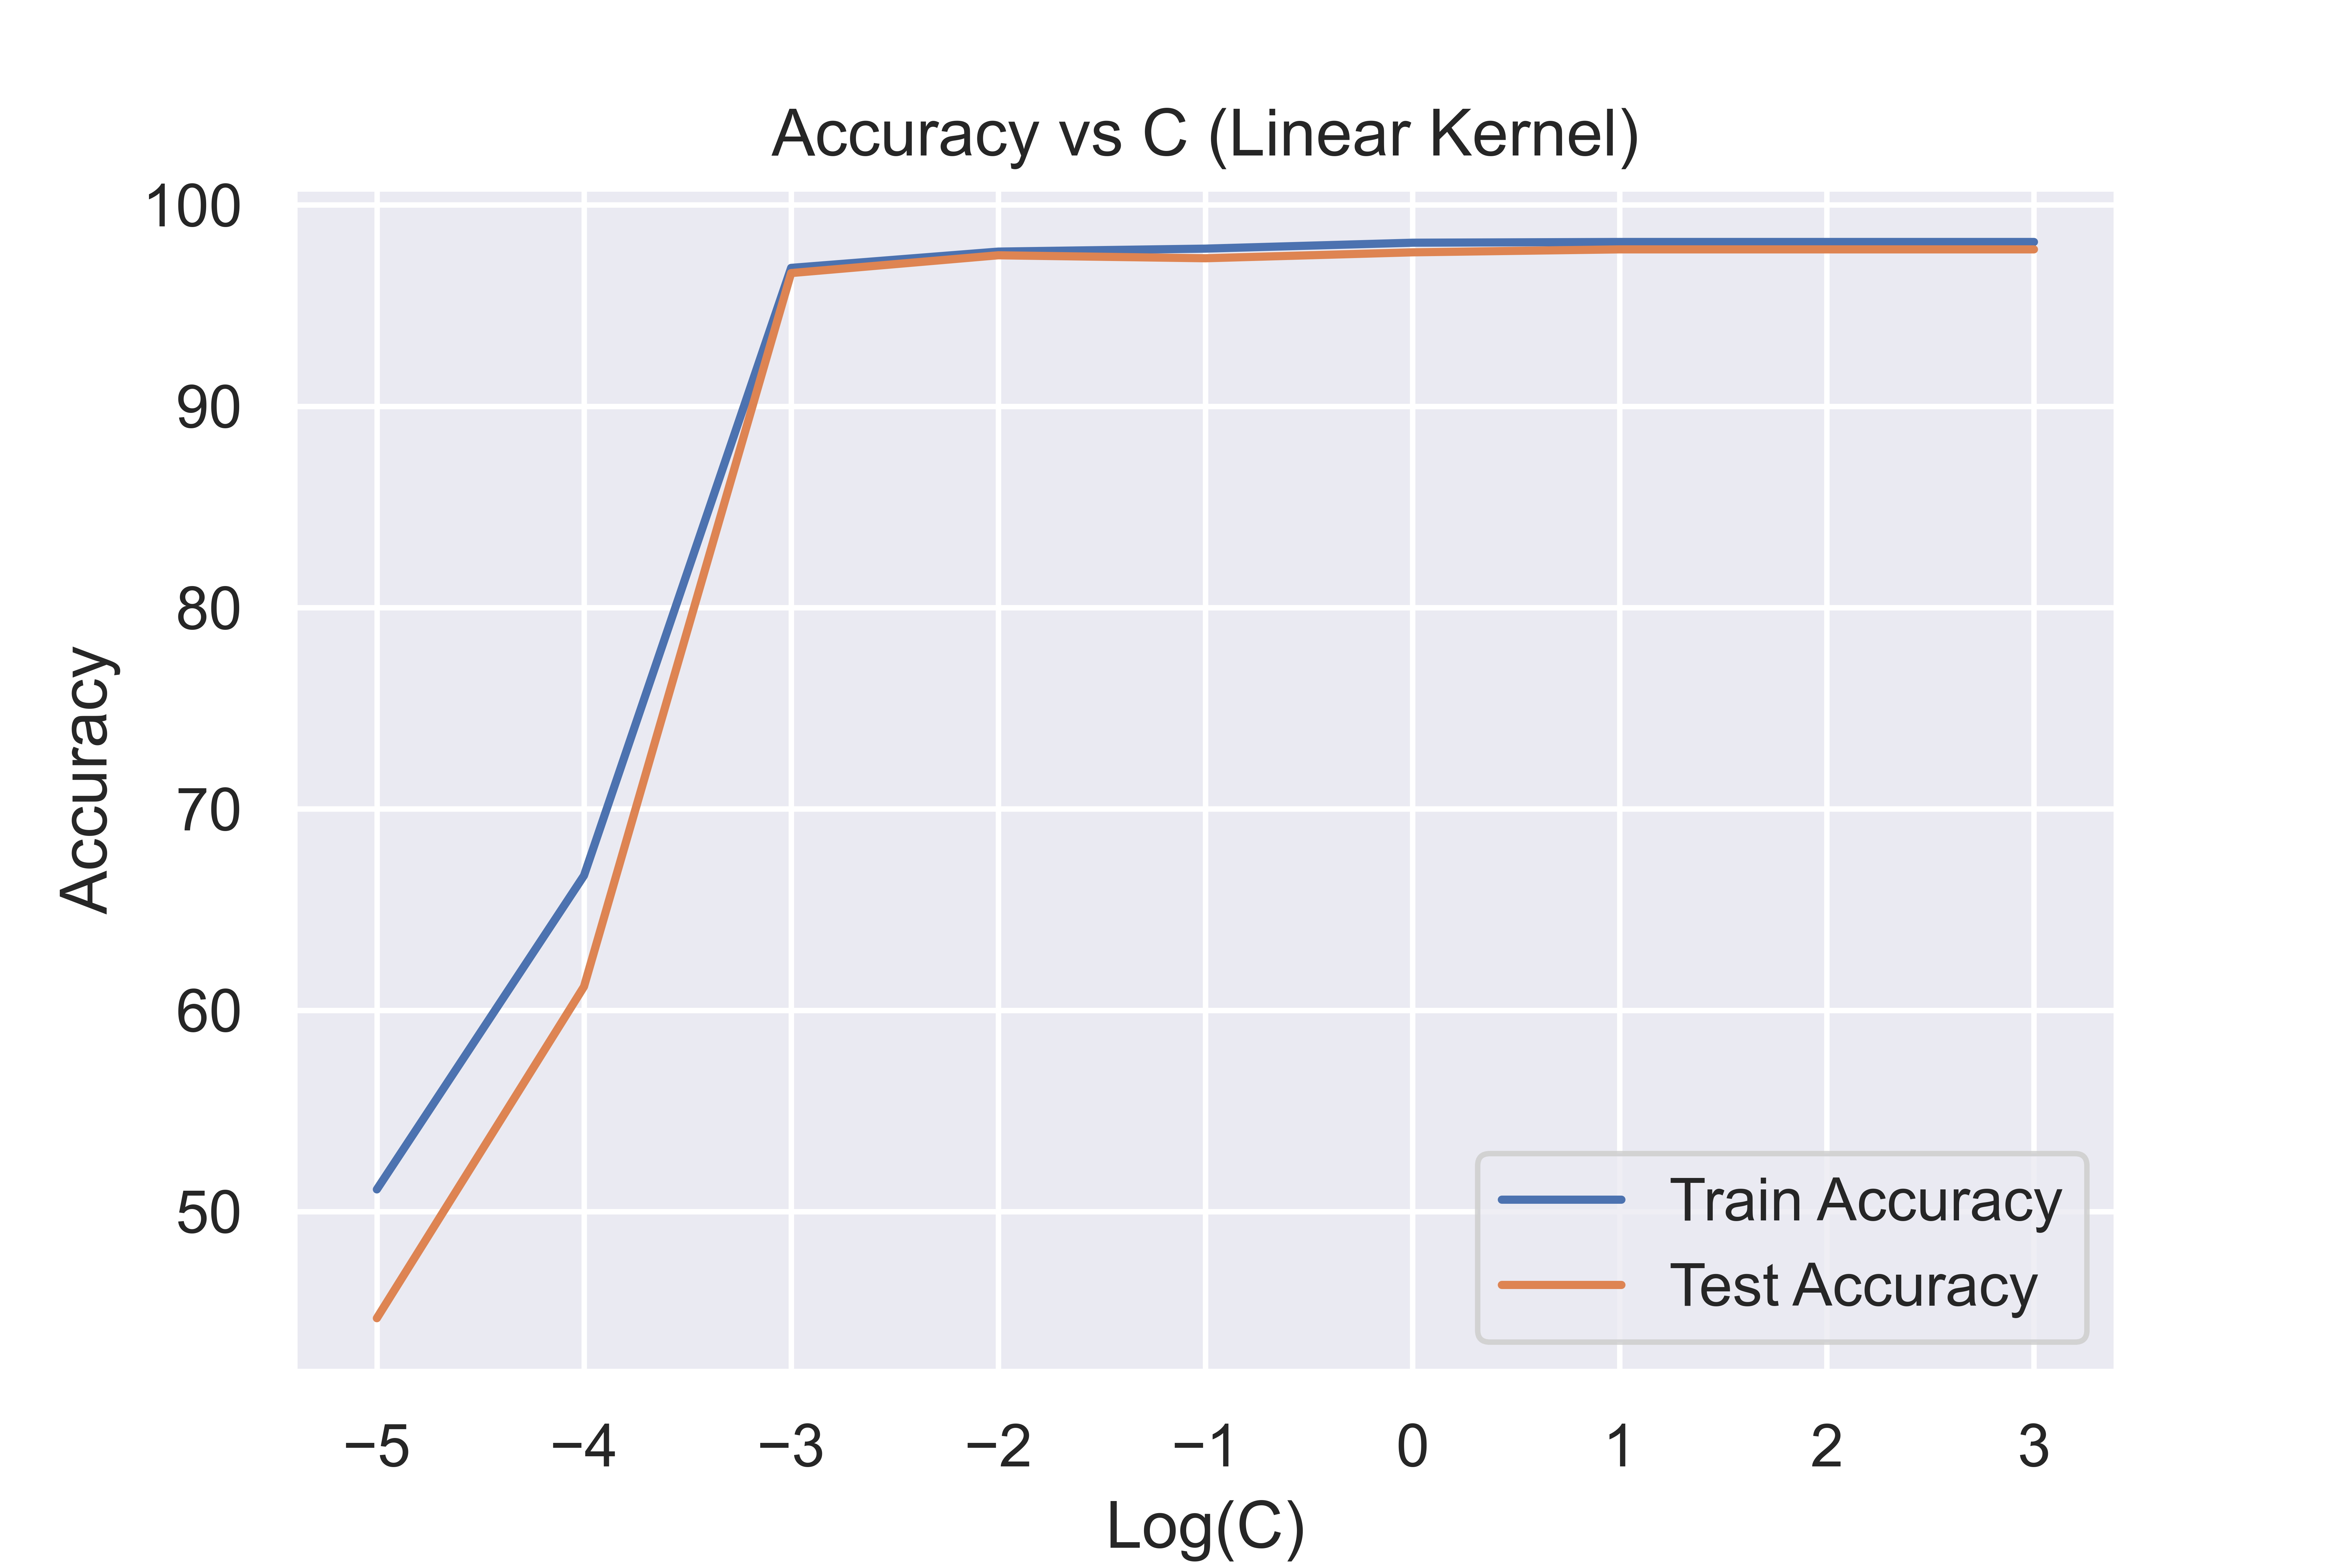 Accuracy vs C (Linear Kernel)
100
90
80
70
60
50
Accuracy
Train Accuracy
Test Accuracy
−5 −4 −3 −2 −1 0 1 2 3
Log(C)